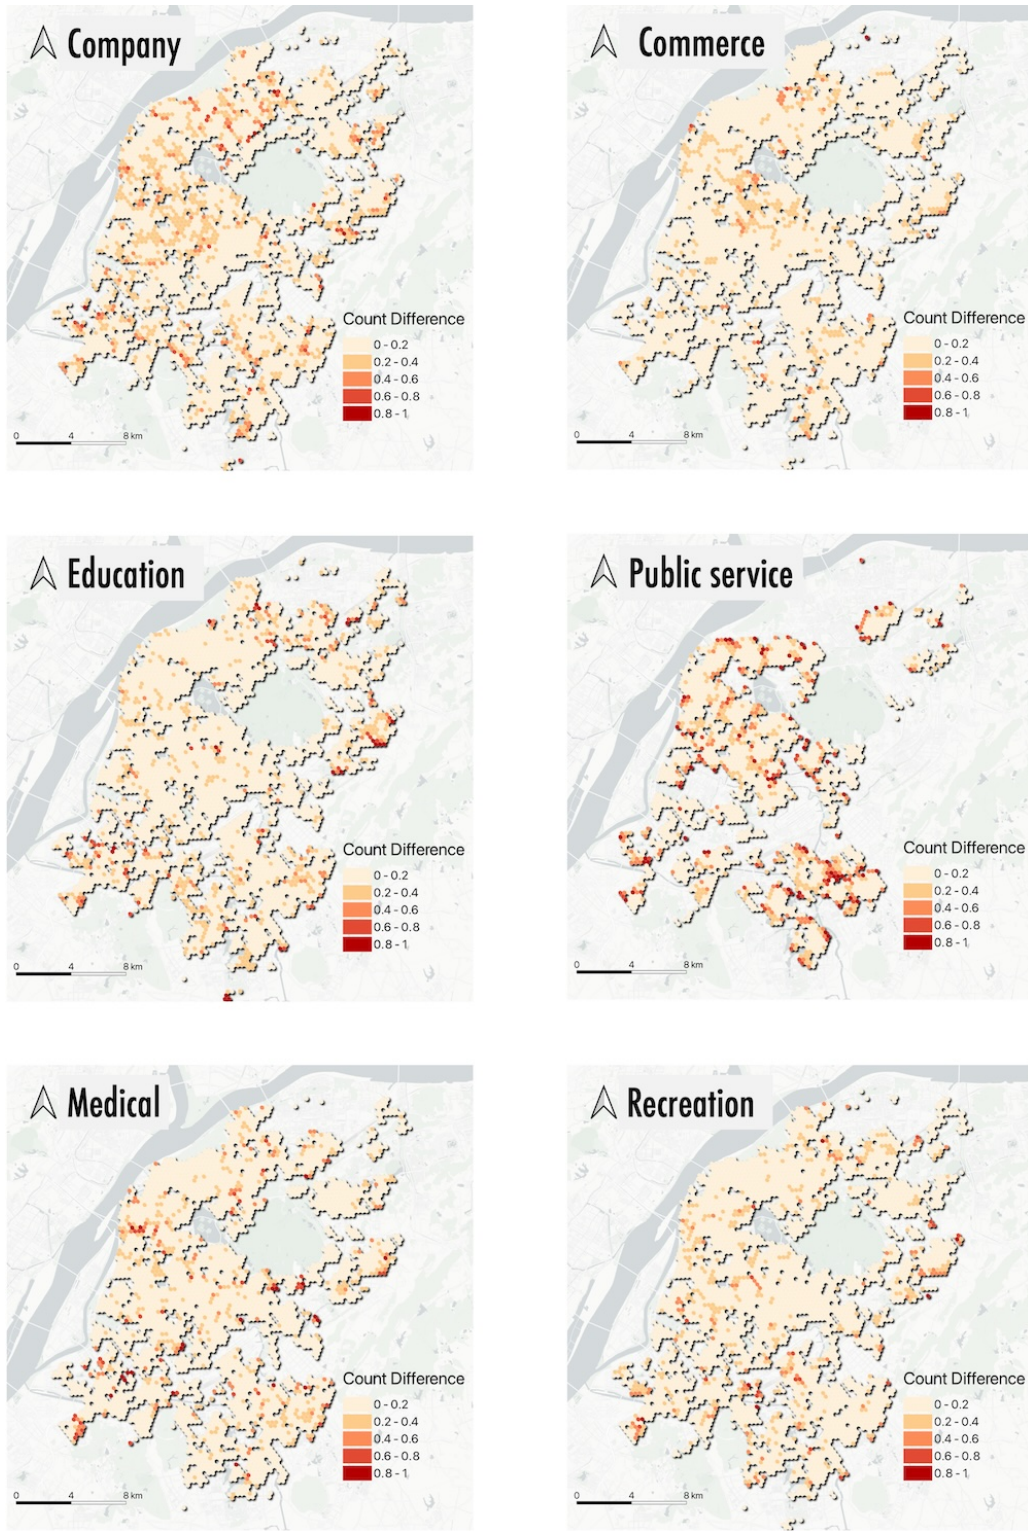 Company
Count Difference
0 - 0.2
0.2 - 0.4
0.4 - 0.6
0.6 - 0.8
0.8 - 1
0 4 8 km
Commerce
Count Difference
0 - 0.2
0.2 - 0.4
0.4 - 0.6
0.6 - 0.8
0.8 - 1
0 4 8 km
Education
Count Difference
0 - 0.2
0.2 - 0.4
0.4 - 0.6
0.6 - 0.8
0.8 - 1
0 4 8 km
Public service
Count Difference
0 - 0.2
0.2 - 0.4
0.4 - 0.6
0.6 - 0.8
0.8 - 1
0 4 8 km
Medical
Count Difference
0 - 0.2
0.2 - 0.4
0.4 - 0.6
0.6 - 0.8
0.8 - 1
0 4 8 km
Recreation
Count Difference
0 - 0.2
0.2 - 0.4
0.4 - 0.6
0.6 - 0.8
0.8 - 1
0 4 8 km